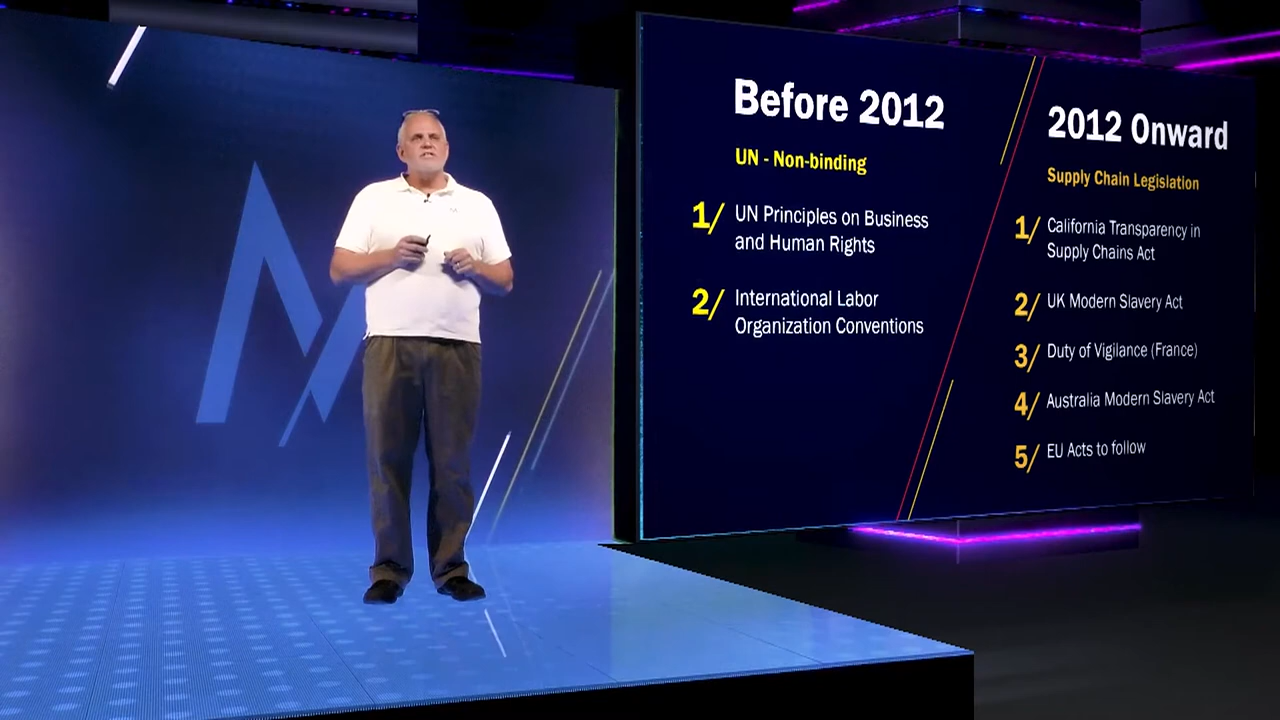 Before 2012
UN - Non-binding
1/ UN Principles on Business
and Human Rights
2/ International Labor
Organization Conventions
2012 Onward
Supply Chain Legislation
1/ California Transparency in
Supply Chains Act
2/ UK Modern Slavery Act
3/ Duty of Vigilance (France)
4/ Australia Modern Slavery Act
5/ EU Acts to follow